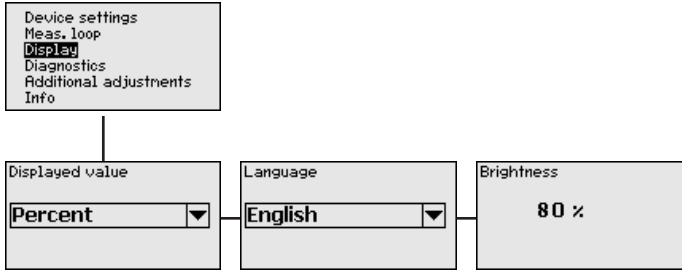 Device settings
Meas. loop
Display
Diagnostics
Additional adjustments
Info
Displayed value
Percent
Language
English
Brightness
80 %